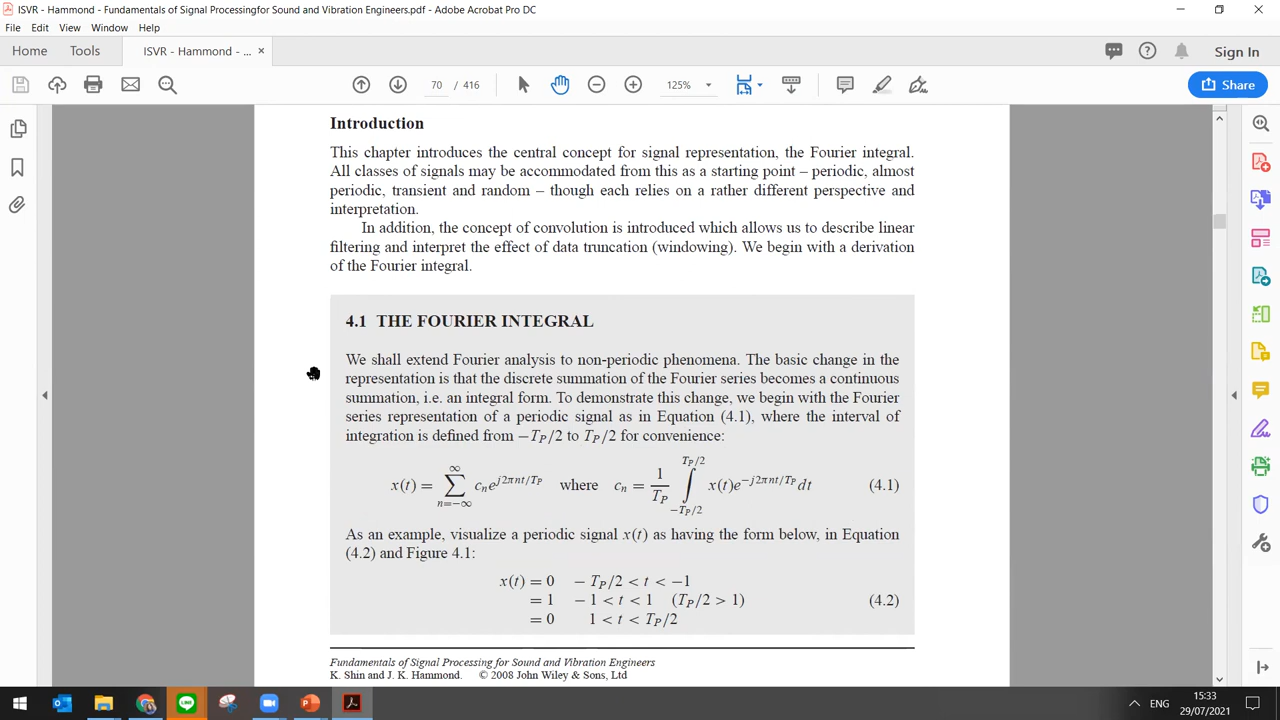 ISVR - Hammond - Fundamentals of Signal Processingfor Sound and Vibration Engineers.pdf - Adobe Acrobat Pro DC
File Edit View Window Help
Home Tools ISVR - Hammond - ... × Sign In
70 / 416 125% Share
Introduction
This chapter introduces the central concept for signal representation, the Fourier integral.
All classes of signals may be accommodated from this as a starting point – periodic, almost
periodic, transient and random – though each relies on a rather different perspective and
interpretation.
In addition, the concept of convolution is introduced which allows us to describe linear
filtering and interpret the effect of data truncation (windowing). We begin with a derivation
of the Fourier integral.
4.1 THE FOURIER INTEGRAL
We shall extend Fourier analysis to non-periodic phenomena. The basic change in the
representation is that the discrete summation of the Fourier series becomes a continuous
summation, i.e. an integral form. To demonstrate this change, we begin with the Fourier
series representation of a periodic signal as in Equation (4.1), where the interval of
integration is defined from −T_P/2 to T_P/2 for convenience:
x(t) = ∑_{n=−∞}^{∞} c_n e^{j2πnt/T_P} where c_n = 1/T_P ∫_{−T_P/2}^{T_P/2} x(t)e^{−j2πnt/T_P} dt (4.1)
As an example, visualize a periodic signal x(t) as having the form below, in Equation
(4.2) and Figure 4.1:
x(t) = 0 − T_P/2 < t < −1
= 1 − 1 < t < 1 (T_P/2 > 1) (4.2)
= 0 1 < t < T_P/2
Fundamentals of Signal Processing for Sound and Vibration Engineers
K. Shin and J. K. Hammond. © 2008 John Wiley & Sons, Ltd
ENG 15:33
29/07/2021